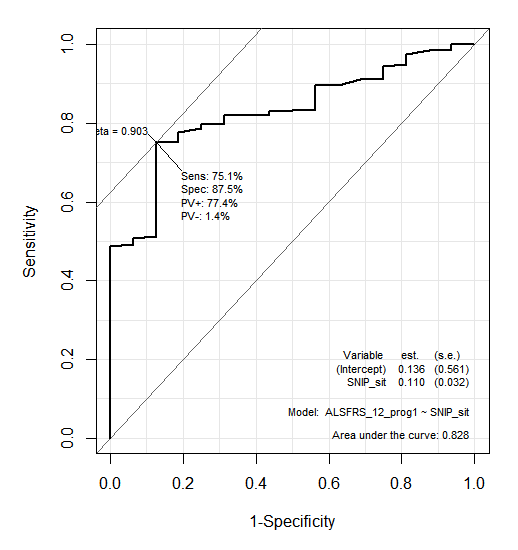 eta = 0.903
Sens: 75.1%
Spec: 87.5%
PV+: 77.4%
PV-: 1.4%
Variable est. (s.e.)
(Intercept) 0.136 (0.561)
SNIP_sit 0.110 (0.032)
Model: ALSFRS_12_prog1 ~ SNIP_sit
Area under the curve: 0.828
Sensitivity
1.0
0.8
0.6
0.4
0.2
0.0
0.0 0.2 0.4 0.6 0.8 1.0
1-Specificity